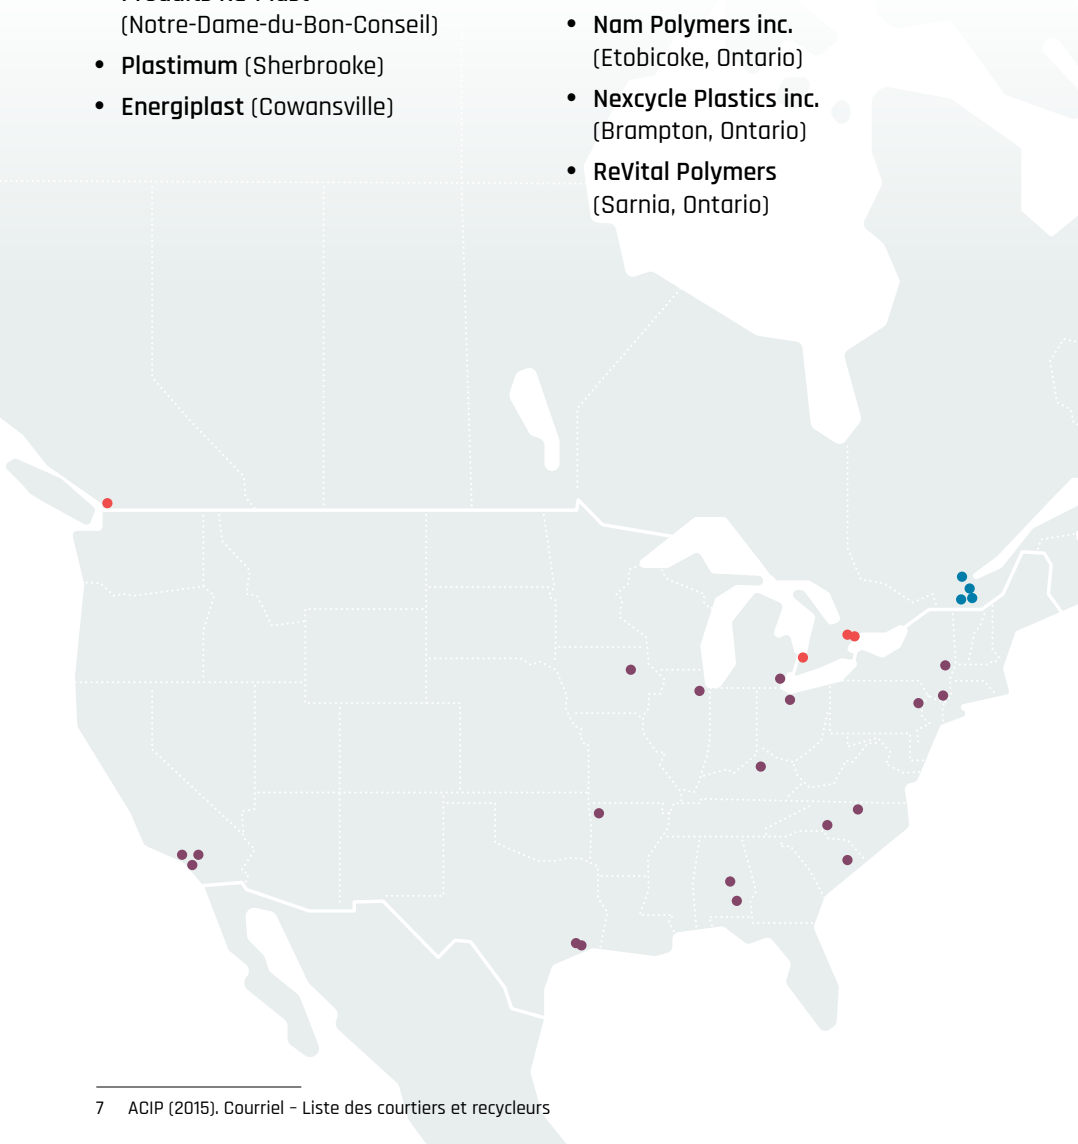 (Notre-Dame-du-Bon-Conseil)
• Plastimum (Sherbrooke)
• Energiplast (Cowansville)
• Nam Polymers inc.
(Etobicoke, Ontario)
• Nexcycle Plastics inc.
(Brampton, Ontario)
• ReVital Polymers
(Sarnia, Ontario)
7 ACIP (2015). Courriel – Liste des courtiers et recycleurs